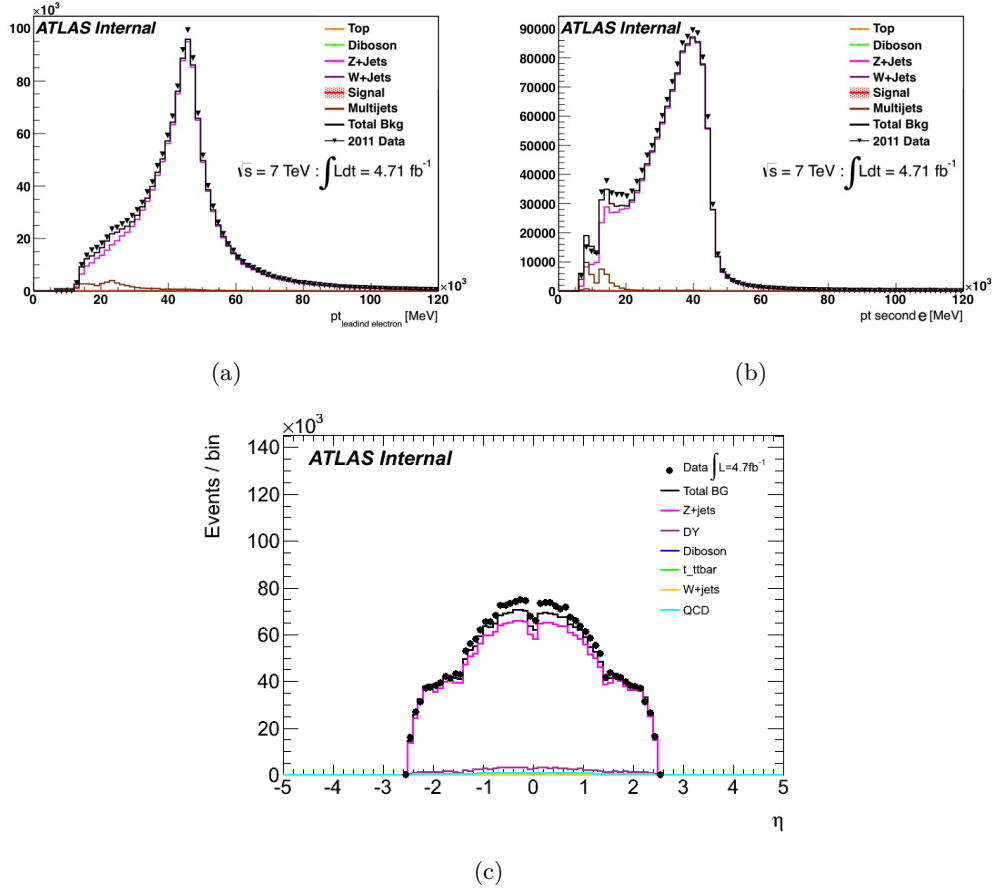 ×10³
ATLAS Internal
100
80
60
40
20
0
Top
Diboson
Z+Jets
W+Jets
Signal
Multijets
Total Bkg
2011 Data
√s = 7 TeV : ∫Ldt = 4.71 fb⁻¹
0 20 40 60 80 100 120
×10³
pt leadind electron [MeV]
(a)
ATLAS Internal
90000
80000
70000
60000
50000
40000
30000
20000
10000
0
Top
Diboson
Z+Jets
W+Jets
Signal
Multijets
Total Bkg
2011 Data
√s = 7 TeV : ∫Ldt = 4.71 fb⁻¹
0 20 40 60 80 100 120
×10³
pt second e [MeV]
(b)
×10³
Events / bin
ATLAS Internal
140
120
100
80
60
40
20
0
Data ∫L=4.7fb⁻¹
Total BG
Z+jets
DY
Diboson
t_ttbar
W+jets
QCD
-5 -4 -3 -2 -1 0 1 2 3 4 5
η
(c)